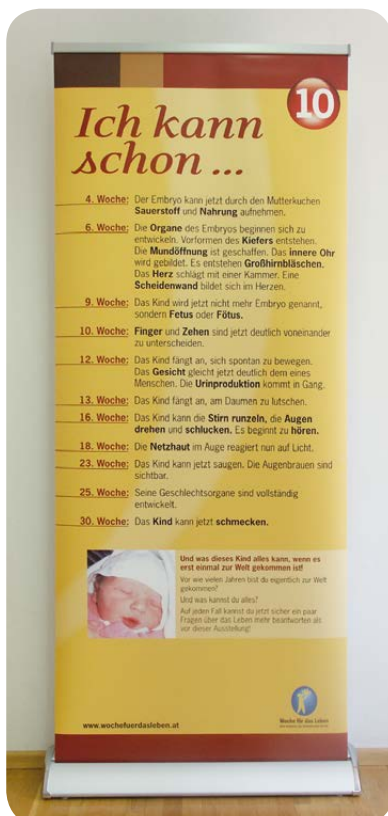 10
Ich kann
schon ...
4. Woche: Der Embryo kann jetzt durch den Mutterkuchen
Sauerstoff und Nahrung aufnehmen.
6. Woche: Die Organe des Embryos beginnen sich zu
entwickeln. Vorformen des Kiefers entstehen.
Die Mundöffnung ist geschaffen. Das innere Ohr
wird gebildet. Es entstehen Großhirnbläschen.
Das Herz schlägt mit einer Kammer. Eine
Scheidenwand bildet sich im Herzen.
9. Woche: Das Kind wird jetzt nicht mehr Embryo genannt,
sondern Fetus oder Fötus.
10. Woche: Finger und Zehen sind jetzt deutlich voneinander
zu unterscheiden.
12. Woche: Das Kind fängt an, sich spontan zu bewegen.
Das Gesicht gleicht jetzt deutlich dem eines
Menschen. Die Urinproduktion kommt in Gang.
13. Woche: Das Kind fängt an, am Daumen zu lutschen.
16. Woche: Das Kind kann die Stirn runzeln, die Augen
drehen und schlucken. Es beginnt zu hören.
18. Woche: Die Netzhaut im Auge reagiert nun auf Licht.
23. Woche: Das Kind kann jetzt saugen. Die Augenbrauen sind
sichtbar.
25. Woche: Seine Geschlechtsorgane sind vollständig
entwickelt.
30. Woche: Das Kind kann jetzt schmecken.
Und was dieses Kind alles kann, wenn es
erst einmal zur Welt gekommen ist!
Vor wie vielen Jahren bist du eigentlich zur Welt
gekommen?
Und was kannst du alles?
Auf jeden Fall kannst du jetzt sicher ein paar
Fragen über das Leben mehr beantworten als
vor dieser Ausstellung!
www.wochefuerdasleben.at
Woche für das Leben